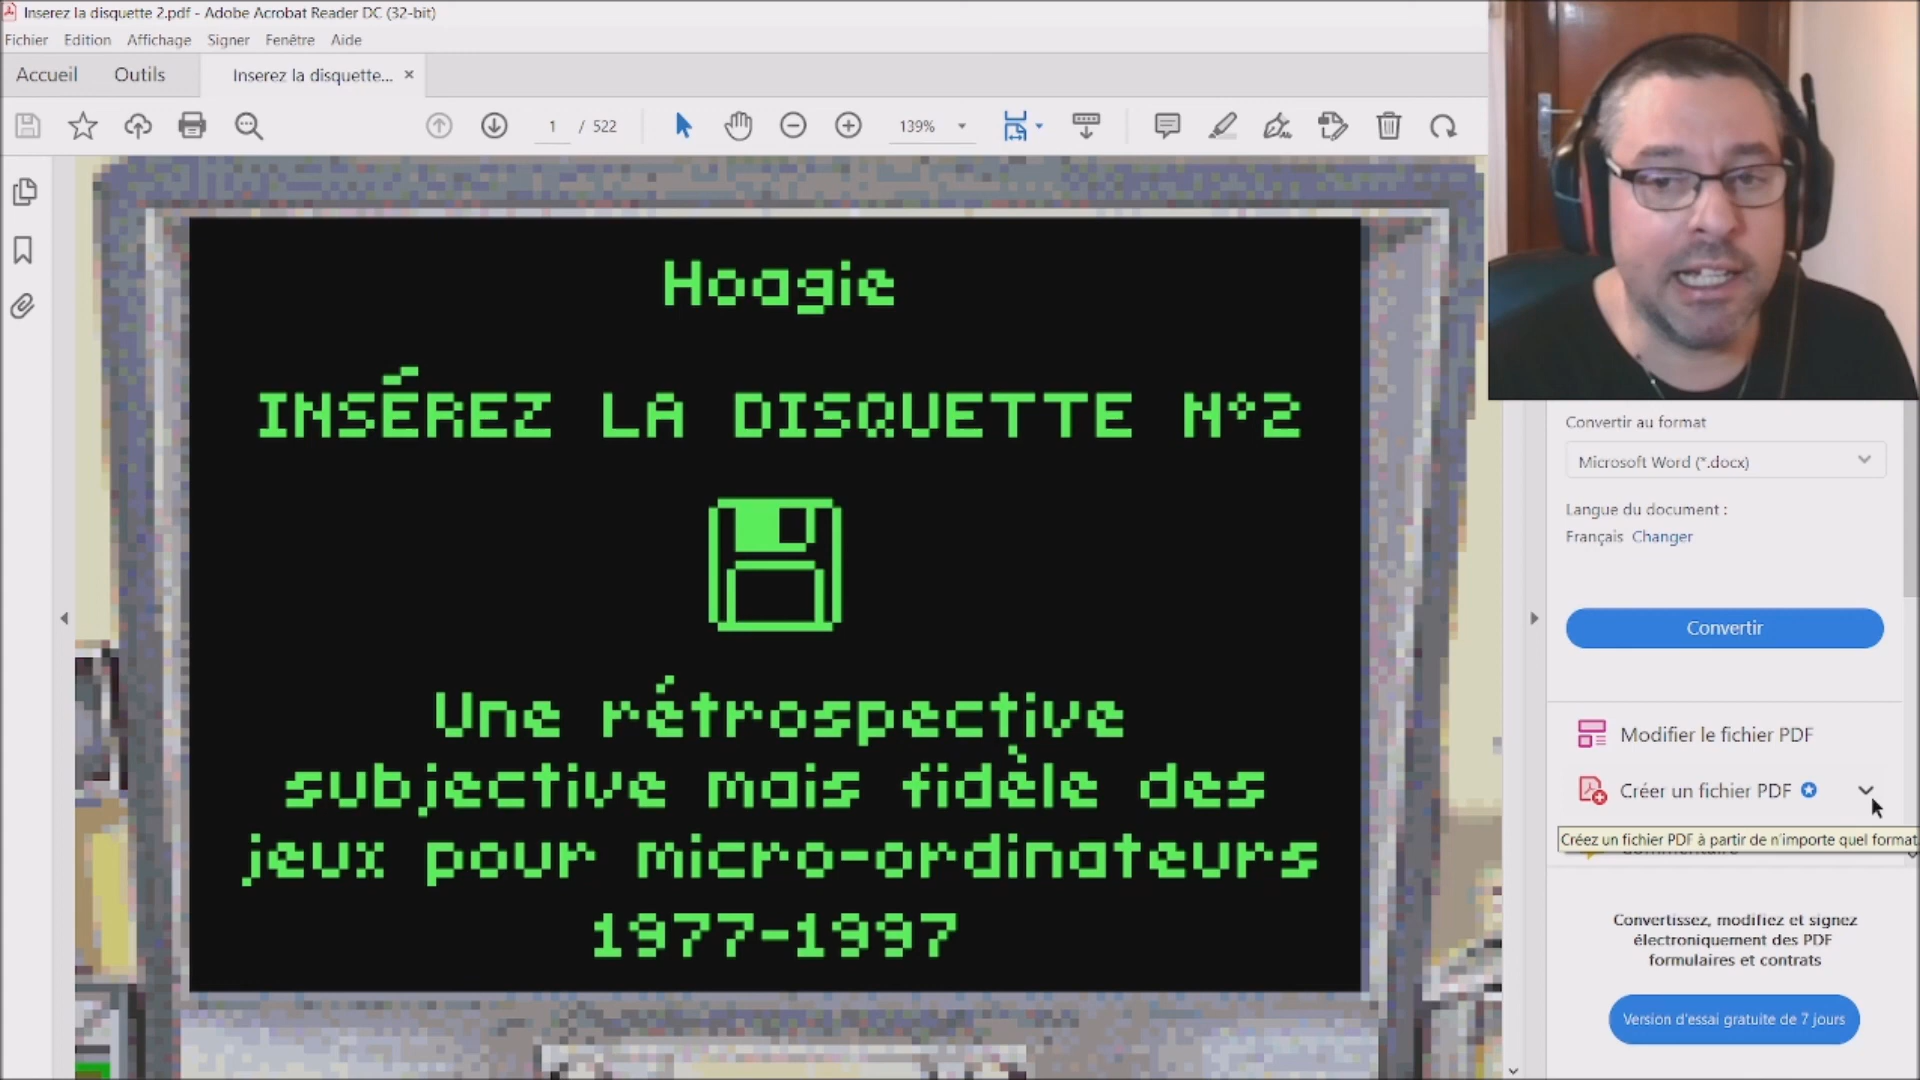 Inserez la disquette 2.pdf - Adobe Acrobat Reader DC (32-bit)
Fichier Edition Affichage Signer Fenêtre Aide
Accueil Outils Inserez la disquette... ×
1 / 522 139%
Hoagie
INSÉREZ LA DISQUETTE N°2
Une rétrospective
subjective mais fidèle des
jeux pour micro-ordinateurs
1977-1997
Convertir au format
Microsoft Word (*.docx)
Langue du document :
Français Changer
Convertir
Modifier le fichier PDF
Créer un fichier PDF
Créez un fichier PDF à partir de n'importe quel format
Convertissez, modifiez et signez
électroniquement des PDF
formulaires et contrats
Version d'essai gratuite de 7 jours